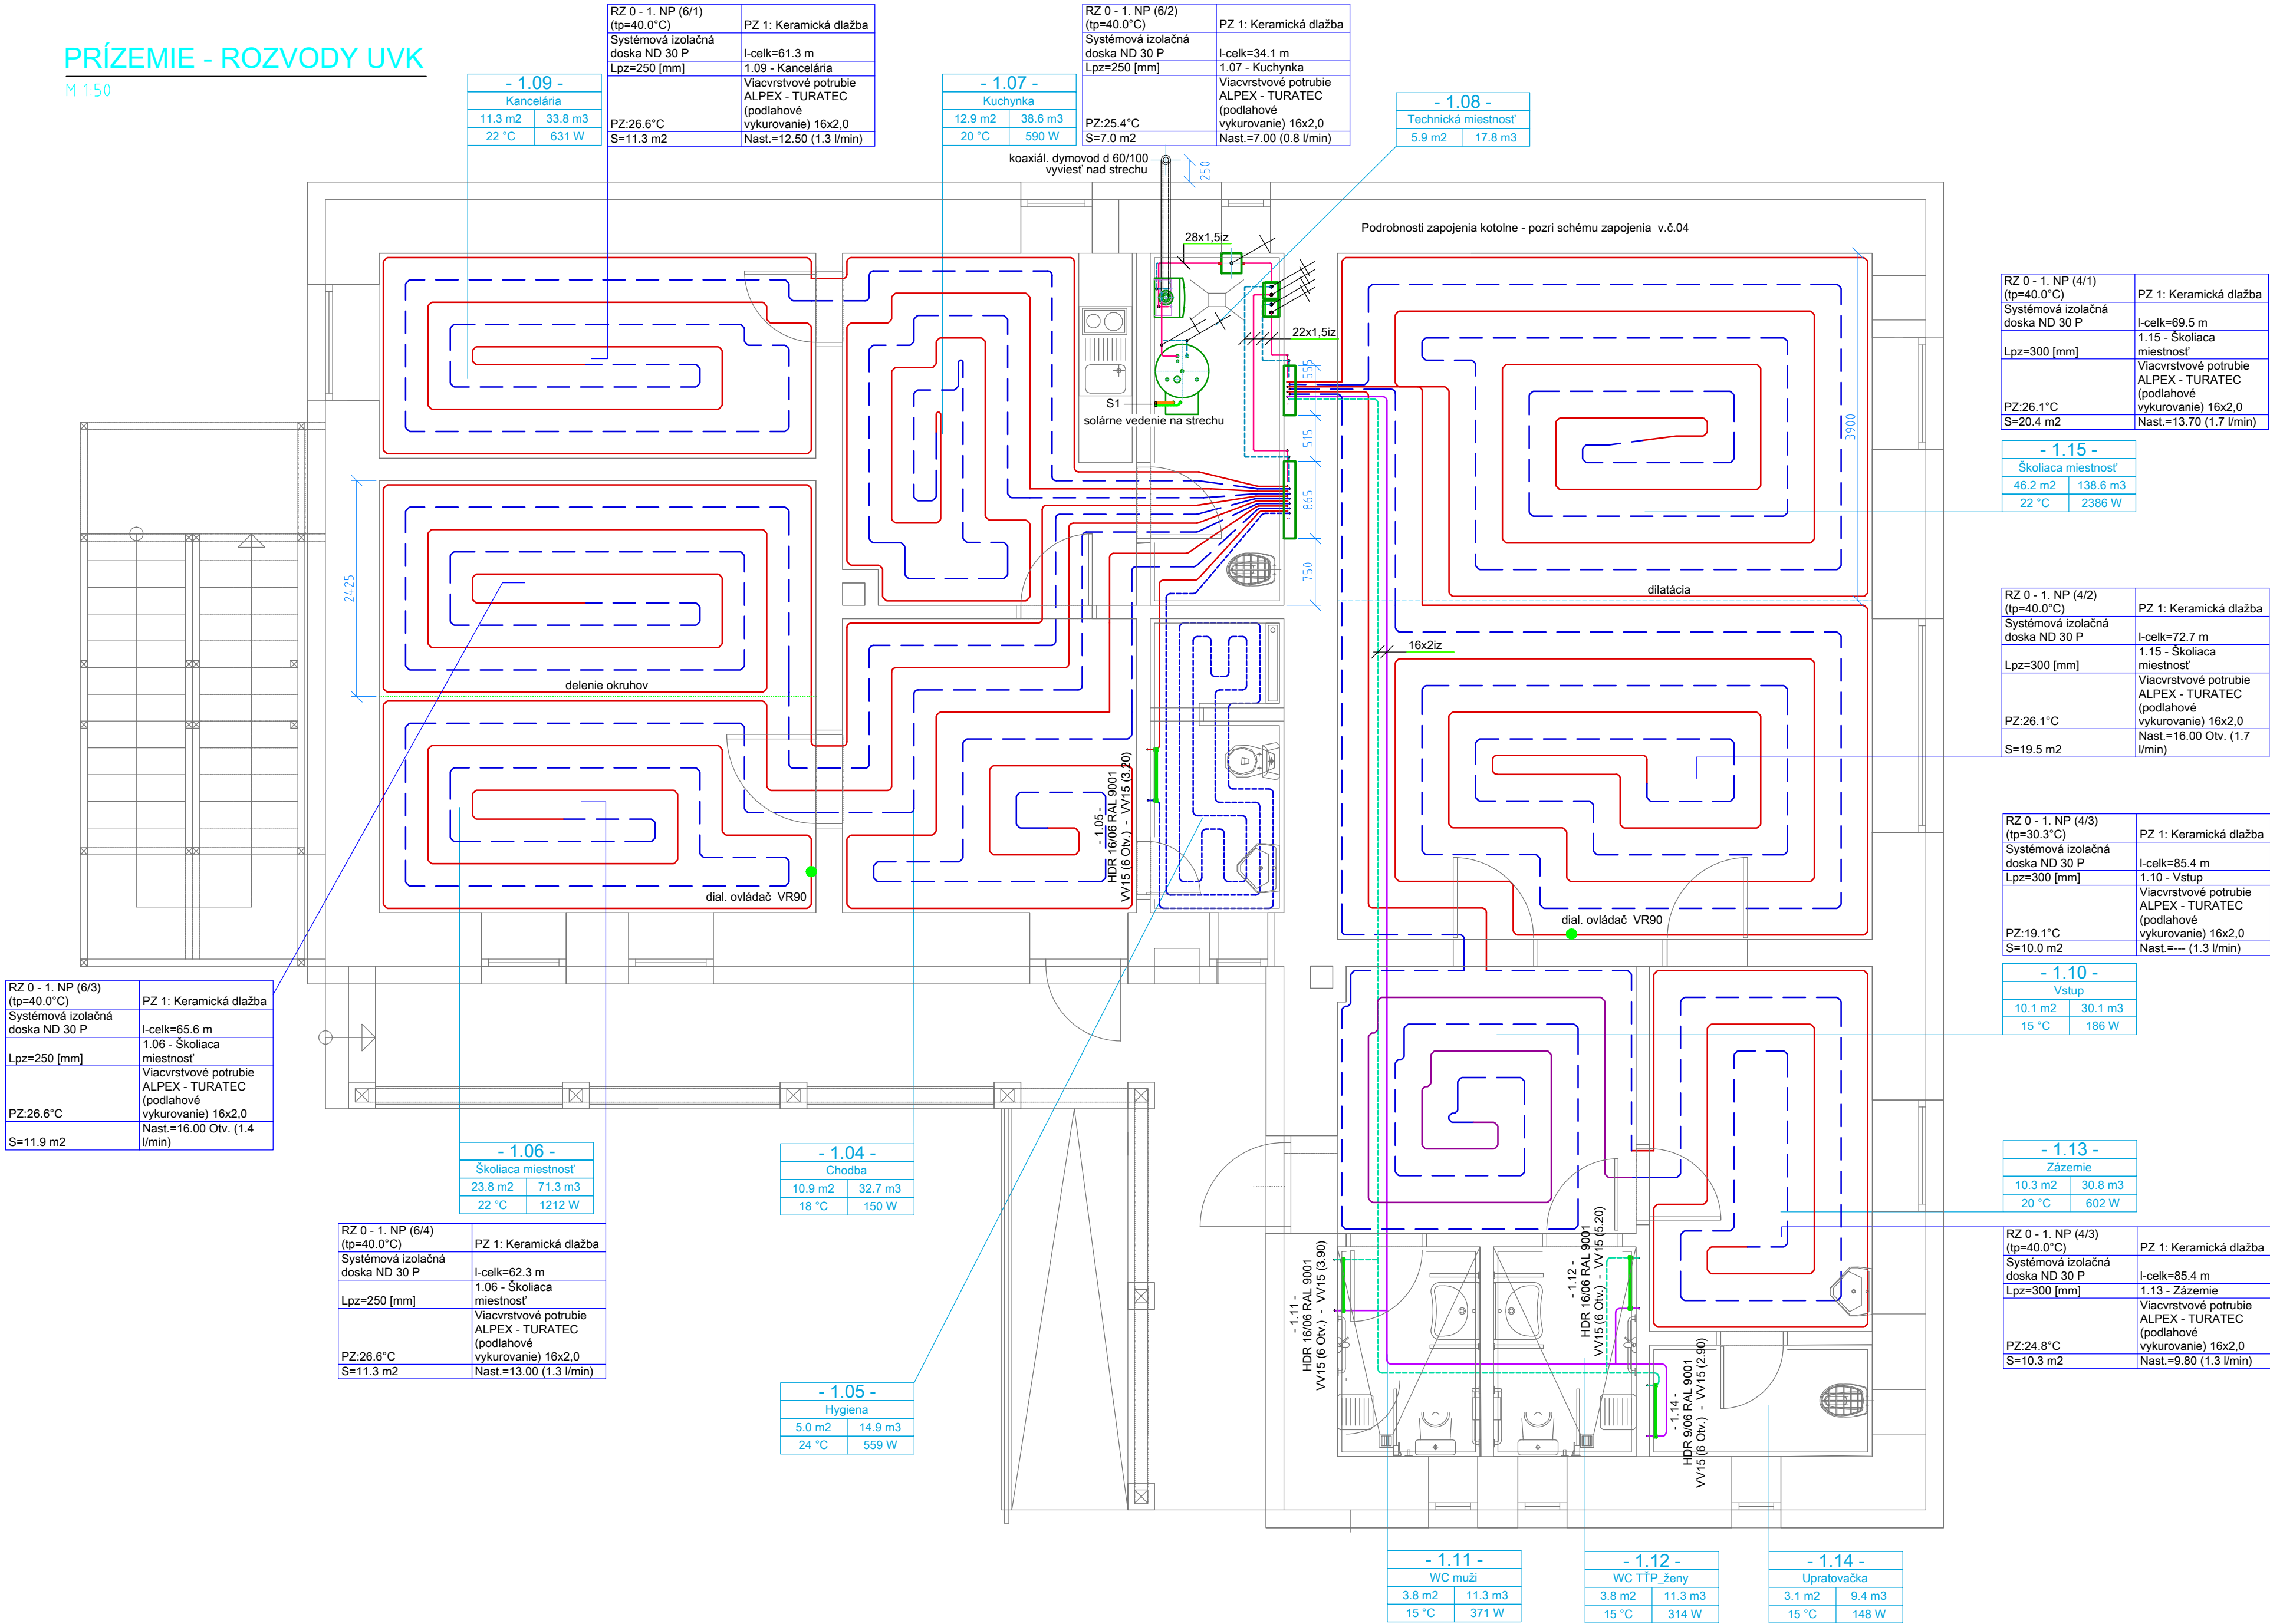 PRÍZEMIE - ROZVODY UVK
M 1:50
RZ 0 - 1. NP (6/1)
(tp=40.0°C)
PZ 1: Keramická dlažba
Systémová izolačná
doska ND 30 P
l-celk=61.3 m
Lpz=250 [mm]
1.09 - Kancelária
PZ:26.6°C
Viacvrstvové potrubie
ALPEX - TURATEC
(podlahové
vykurovanie) 16x2,0
S=11.3 m2
Nast.=12.50 (1.3 l/min)
RZ 0 - 1. NP (6/2)
(tp=40.0°C)
PZ 1: Keramická dlažba
Systémová izolačná
doska ND 30 P
l-celk=34.1 m
Lpz=250 [mm]
1.07 - Kuchynka
PZ:25.4°C
Viacvrstvové potrubie
ALPEX - TURATEC
(podlahové
vykurovanie) 16x2,0
S=7.0 m2
Nast.=7.00 (0.8 l/min)
- 1.09 -
Kancelária
11.3 m2 33.8 m3
22 °C 631 W
- 1.07 -
Kuchynka
12.9 m2 38.6 m3
20 °C 590 W
- 1.08 -
Technická miestnosť
5.9 m2 17.8 m3
koaxiál. dymovod d 60/100
vyviesť nad strechu
250
Podrobnosti zapojenia kotolne - pozri schému zapojenia v.č.04
28x1,5iz
22x1,5iz
555
S1
solárne vedenie na strechu
515
865
750
3900
dilatácia
16x2iz
2425
delenie okruhov
dial. ovládač VR90
dial. ovládač VR90
- 1.05 -
HDR 16/06 RAL 9001
VV15 (6 Otv.) - VV15 (3.20)
RZ 0 - 1. NP (4/1)
(tp=40.0°C)
PZ 1: Keramická dlažba
Systémová izolačná
doska ND 30 P
l-celk=69.5 m
Lpz=300 [mm]
1.15 - Školiaca
miestnosť
PZ:26.1°C
Viacvrstvové potrubie
ALPEX - TURATEC
(podlahové
vykurovanie) 16x2,0
S=20.4 m2
Nast.=13.70 (1.7 l/min)
- 1.15 -
Školiaca miestnosť
46.2 m2 138.6 m3
22 °C 2386 W
RZ 0 - 1. NP (4/2)
(tp=40.0°C)
PZ 1: Keramická dlažba
Systémová izolačná
doska ND 30 P
l-celk=72.7 m
Lpz=300 [mm]
1.15 - Školiaca
miestnosť
PZ:26.1°C
Viacvrstvové potrubie
ALPEX - TURATEC
(podlahové
vykurovanie) 16x2,0
S=19.5 m2
Nast.=16.00 Otv. (1.7
l/min)
RZ 0 - 1. NP (4/3)
(tp=30.3°C)
PZ 1: Keramická dlažba
Systémová izolačná
doska ND 30 P
l-celk=85.4 m
Lpz=300 [mm]
1.10 - Vstup
PZ:19.1°C
Viacvrstvové potrubie
ALPEX - TURATEC
(podlahové
vykurovanie) 16x2,0
S=10.0 m2
Nast.=--- (1.3 l/min)
- 1.10 -
Vstup
10.1 m2 30.1 m3
15 °C 186 W
- 1.13 -
Zázemie
10.3 m2 30.8 m3
20 °C 602 W
RZ 0 - 1. NP (4/3)
(tp=40.0°C)
PZ 1: Keramická dlažba
Systémová izolačná
doska ND 30 P
l-celk=85.4 m
Lpz=300 [mm]
1.13 - Zázemie
PZ:24.8°C
Viacvrstvové potrubie
ALPEX - TURATEC
(podlahové
vykurovanie) 16x2,0
S=10.3 m2
Nast.=9.80 (1.3 l/min)
RZ 0 - 1. NP (6/3)
(tp=40.0°C)
PZ 1: Keramická dlažba
Systémová izolačná
doska ND 30 P
l-celk=65.6 m
Lpz=250 [mm]
1.06 - Školiaca
miestnosť
PZ:26.6°C
Viacvrstvové potrubie
ALPEX - TURATEC
(podlahové
vykurovanie) 16x2,0
S=11.9 m2
Nast.=16.00 Otv. (1.4
l/min)
- 1.06 -
Školiaca miestnosť
23.8 m2 71.3 m3
22 °C 1212 W
- 1.04 -
Chodba
10.9 m2 32.7 m3
18 °C 150 W
RZ 0 - 1. NP (6/4)
(tp=40.0°C)
PZ 1: Keramická dlažba
Systémová izolačná
doska ND 30 P
l-celk=62.3 m
Lpz=250 [mm]
1.06 - Školiaca
miestnosť
PZ:26.6°C
Viacvrstvové potrubie
ALPEX - TURATEC
(podlahové
vykurovanie) 16x2,0
S=11.3 m2
Nast.=13.00 (1.3 l/min)
- 1.05 -
Hygiena
5.0 m2 14.9 m3
24 °C 559 W
- 1.11 -
HDR 16/06 RAL 9001
VV15 (6 Otv.) - VV15 (3.90)
- 1.12 -
HDR 16/06 RAL 9001
VV15 (6 Otv.) - VV15 (5.20)
- 1.14 -
HDR 9/06 RAL 9001
VV15 (6 Otv.) - VV15 (2.90)
- 1.11 -
WC muži
3.8 m2 11.3 m3
15 °C 371 W
- 1.12 -
WC TŤP_ženy
3.8 m2 11.3 m3
15 °C 314 W
- 1.14 -
Upratovačka
3.1 m2 9.4 m3
15 °C 148 W